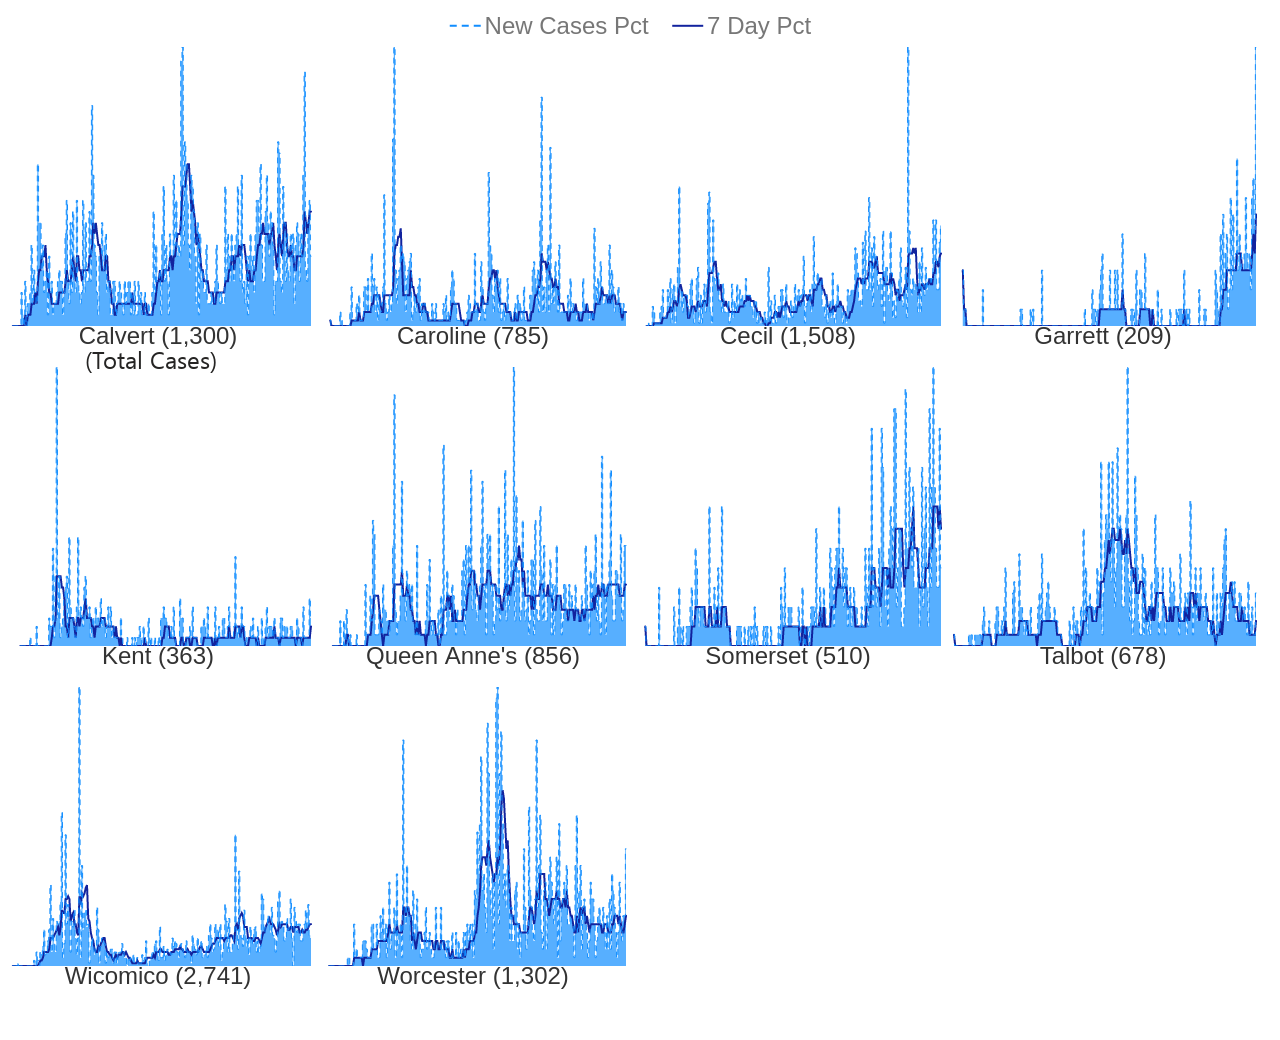 New Cases Pct 7 Day Pct
Calvert (1,300) Caroline (785) Cecil (1,508) Garrett (209)
(Total Cases)
Kent (363) Queen Anne's (856) Somerset (510) Talbot (678)
Wicomico (2,741) Worcester (1,302)